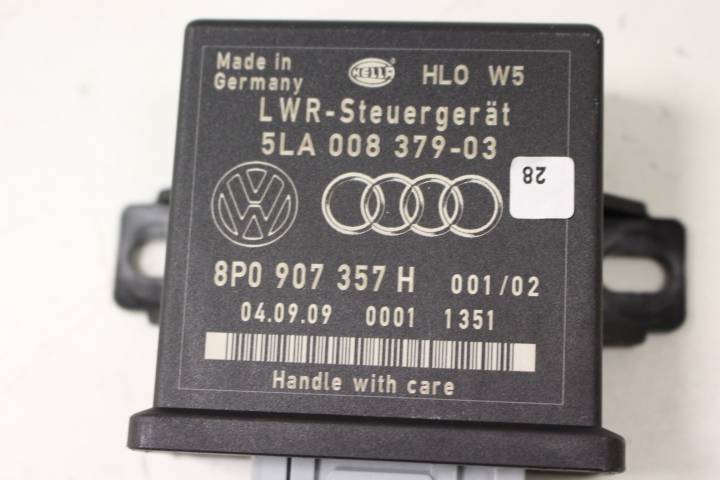 Made in
Germany
HELLA
HLO W5
LWR-Steuergerät
5LA 008 379-03
28
8P0 907 357 H 001/02
04.09.09 0001 1351
Handle with care